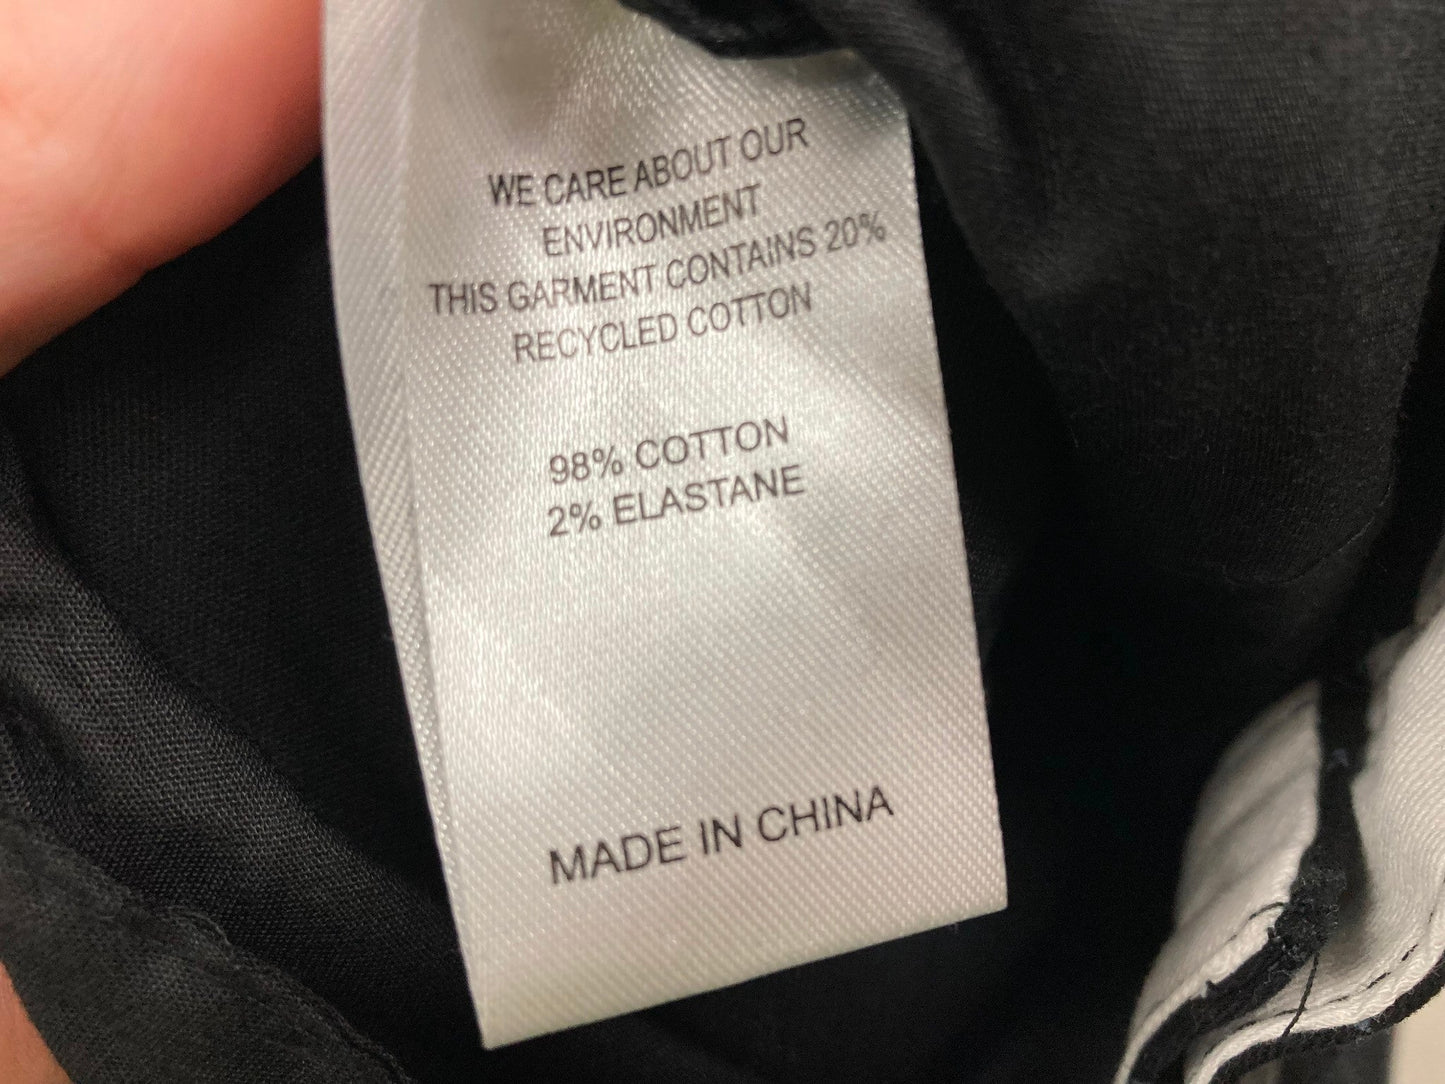 WE CARE ABOUT OUR
ENVIRONMENT
THIS GARMENT CONTAINS 20%
RECYCLED COTTON
98% COTTON
2% ELASTANE
MADE IN CHINA